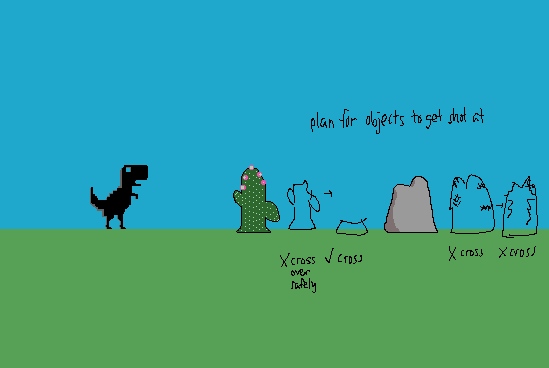 plan for objects to get shot at
X cross over safely
✓ cross
X cross
X cross